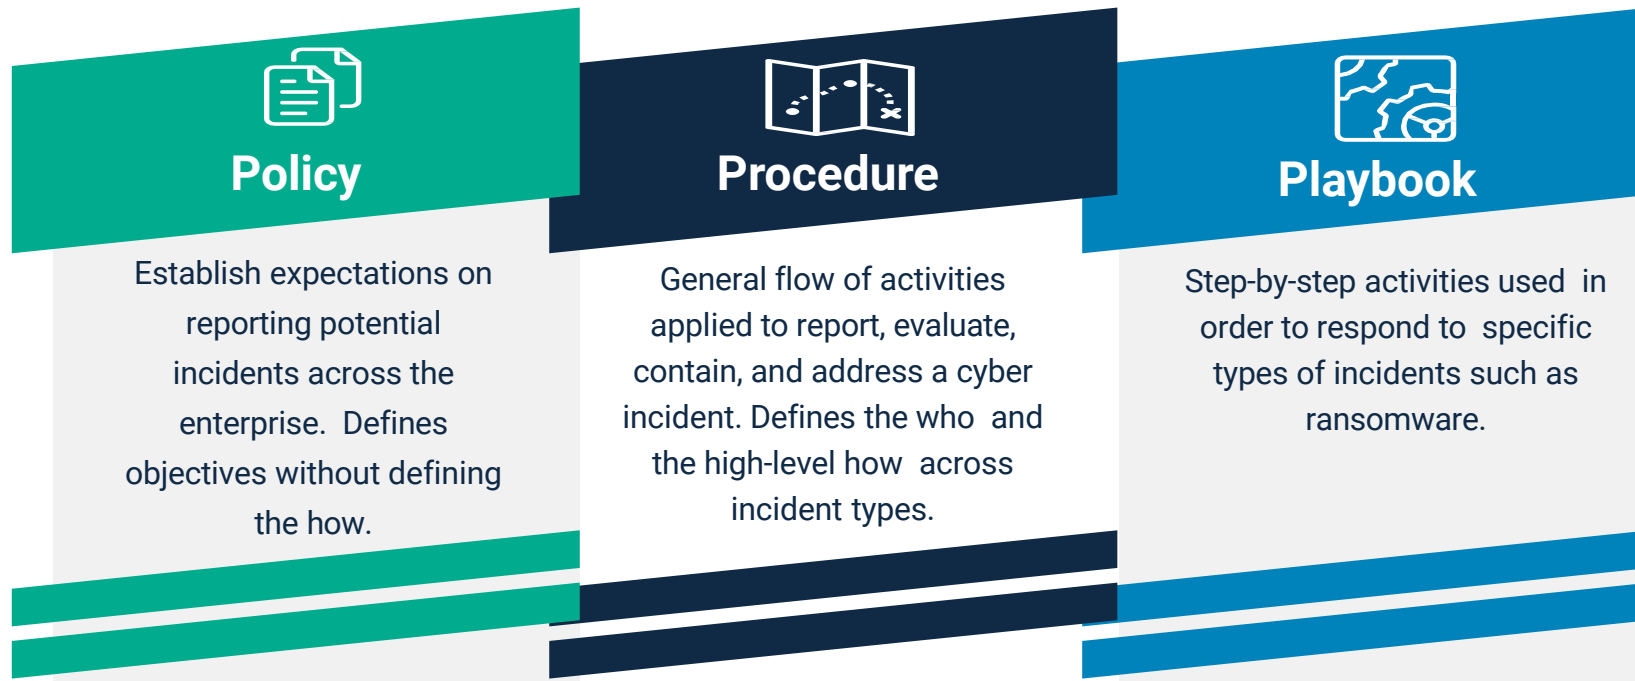 Policy
Establish expectations on
reporting potential
incidents across the
enterprise.  Defines
objectives without defining
the how.
Procedure
General flow of activities
applied to report, evaluate,
contain, and address a cyber
incident. Defines the who  and
the high-level how  across
incident types.
Playbook
Step-by-step activities used  in
order to respond to  specific
types of incidents such as
ransomware.